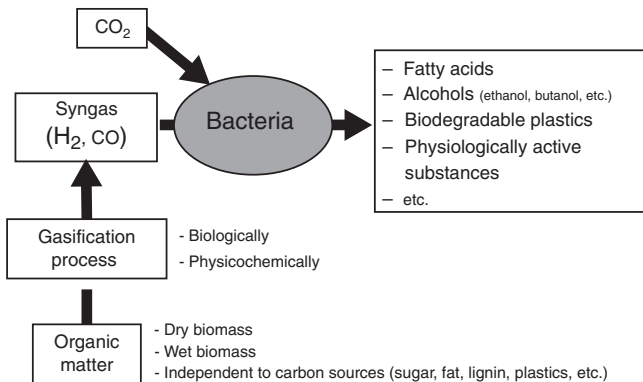 CO₂
Syngas
(H₂, CO)
Bacteria
– Fatty acids
– Alcohols (ethanol, butanol, etc.)
– Biodegradable plastics
– Physiologically active
substances
– etc.
Gasification
process
- Biologically
- Physicochemically
Organic
matter
- Dry biomass
- Wet biomass
- Independent to carbon sources (sugar, fat, lignin, plastics, etc.)